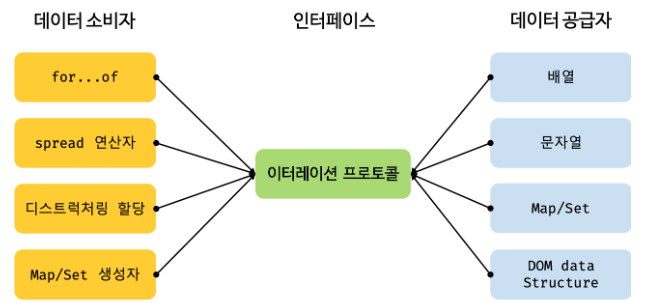 데이터 소비자
인터페이스
데이터 공급자
for...of
배열
spread 연산자
문자열
이터레이션 프로토콜
디스트럭처링 할당
Map/Set
Map/Set 생성자
DOM data
Structure